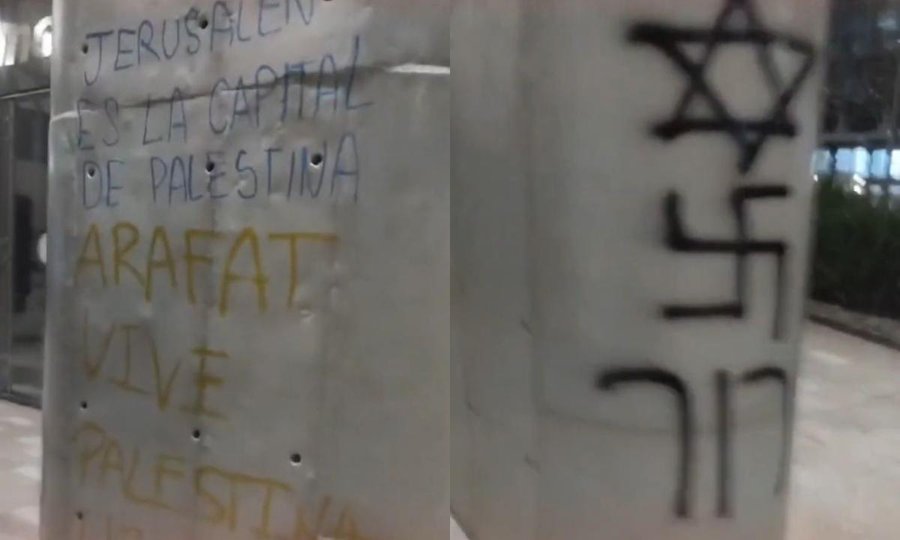 JERUSALEN
ES LA CAPITAL
DE PALESTINA
ARAFAT
VIVE
PALESTINA